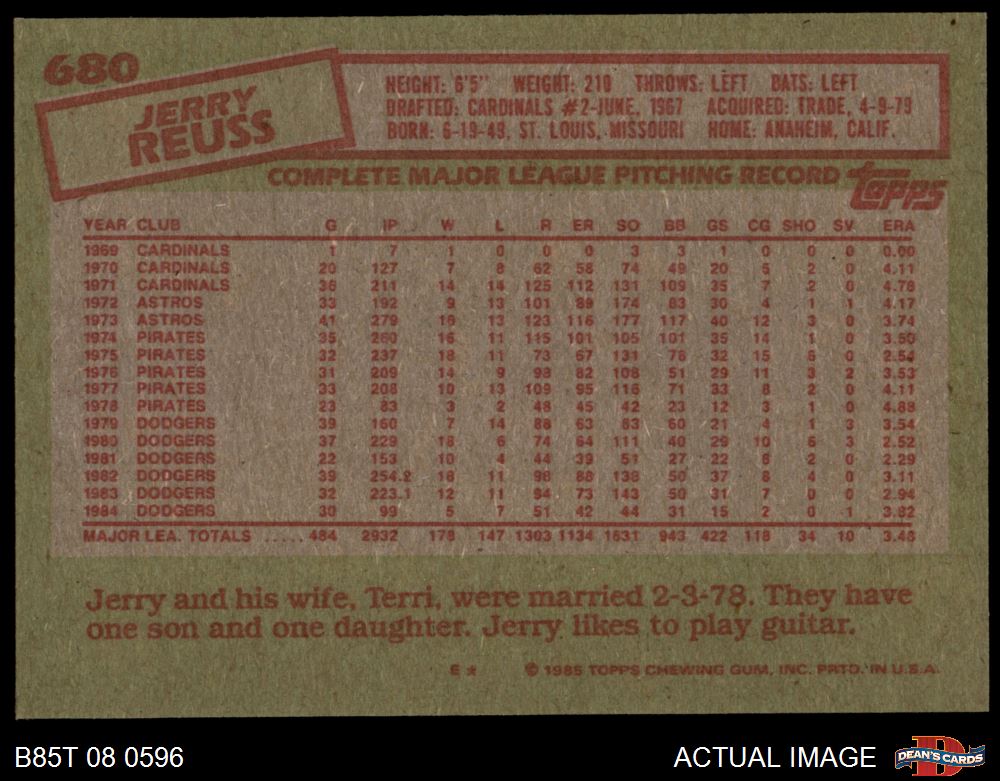 680
JERRY
REUSS
HEIGHT: 6'5" WEIGHT: 210 THROWS: LEFT BATS: LEFT
DRAFTED: CARDINALS #2-JUNE, 1967 ACQUIRED: TRADE, 4-9-79
BORN: 6-19-49, ST. LOUIS, MISSOURI HOME: ANAHEIM, CALIF.
COMPLETE MAJOR LEAGUE PITCHING RECORD topps
YEAR CLUB G IP W L R ER SO BB GS CG SHO SV ERA
1969 CARDINALS 1 7 1 0 0 0 3 3 1 0 0 0 0.00
1970 CARDINALS 20 127 7 8 62 58 74 49 20 5 2 0 4.11
1971 CARDINALS 36 211 14 14 125 112 131 109 35 7 2 0 4.78
1972 ASTROS 33 192 9 13 101 89 174 83 30 4 1 1 4.17
1973 ASTROS 41 279 16 13 123 116 177 117 40 12 3 0 3.74
1974 PIRATES 35 260 16 11 115 101 105 101 35 14 1 0 3.50
1975 PIRATES 32 237 18 11 73 67 131 78 32 15 6 0 2.54
1976 PIRATES 31 209 14 9 98 82 108 51 29 11 3 2 3.53
1977 PIRATES 33 208 10 13 109 95 116 71 33 8 2 0 4.11
1978 PIRATES 23 83 3 2 48 45 42 23 12 3 1 0 4.88
1979 DODGERS 39 160 7 14 88 63 83 60 21 4 1 3 3.54
1980 DODGERS 37 229 18 6 74 64 111 40 29 10 6 3 2.52
1981 DODGERS 22 153 10 4 44 39 51 27 22 8 2 0 2.29
1982 DODGERS 39 254.2 18 11 98 88 138 50 37 8 4 0 3.11
1983 DODGERS 32 223.1 12 11 94 73 143 50 31 7 0 0 2.94
1984 DODGERS 30 99 5 7 51 42 44 31 15 2 0 1 3.82
MAJOR LEA. TOTALS ..... 484 2932 178 147 1303 1134 1631 943 422 116 34 10 3.48
Jerry and his wife, Terri, were married 2-3-78. They have
one son and one daughter. Jerry likes to play guitar.
E * © 1985 TOPPS CHEWING GUM, INC. PRTD. IN U.S.A.
B85T 08 0596 ACTUAL IMAGE DEAN'S CARDS